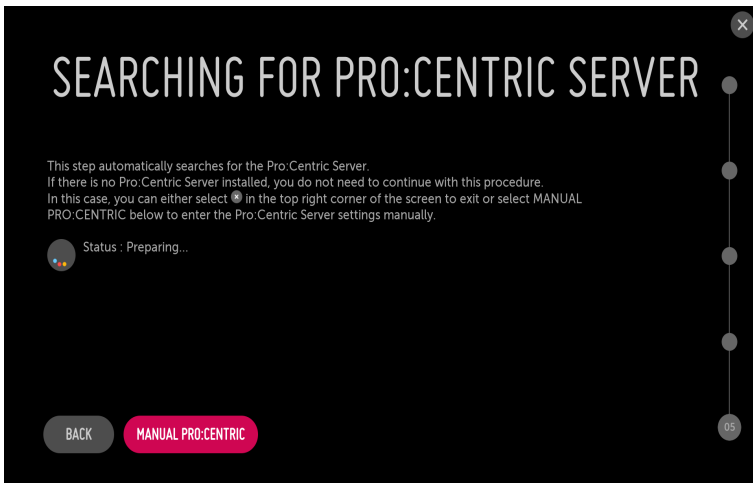 SEARCHING FOR PRO:CENTRIC SERVER
This step automatically searches for the Pro:Centric Server.
If there is no Pro:Centric Server installed, you do not need to continue with this procedure.
In this case, you can either select in the top right corner of the screen to exit or select MANUAL
PRO:CENTRIC below to enter the Pro:Centric Server settings manually.
Status : Preparing...
BACK
MANUAL PRO:CENTRIC
05